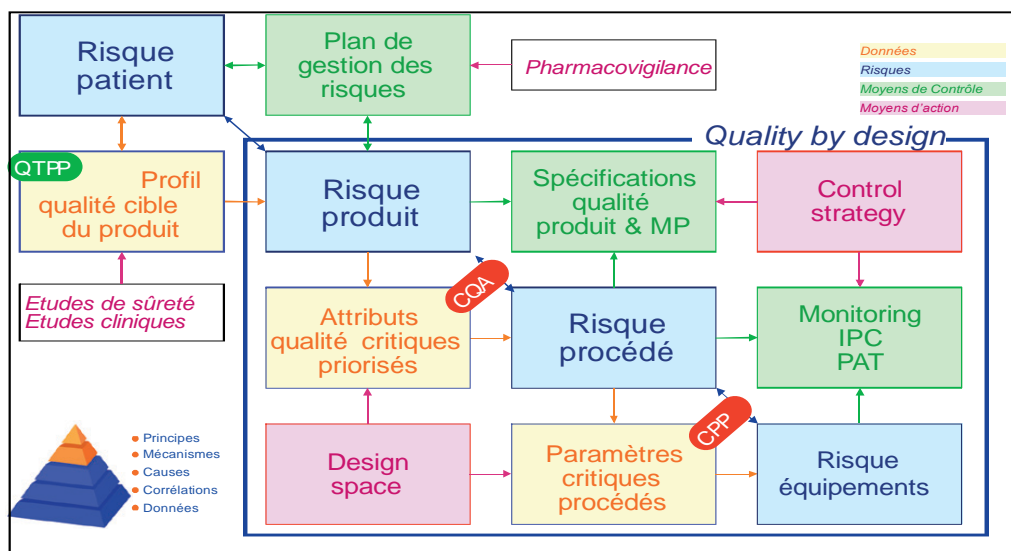 Risque
patient
Plan de
gestion des
risques
Pharmacovigilance
Données
Risques
Moyens de Contrôle
Moyens d'action
Quality by design
QTPP
Profil
qualité cible
du produit
Risque
produit
Spécifications
qualité
produit & MP
Control
strategy
Etudes de sûreté
Etudes cliniques
CQA
Attributs
qualité critiques
priorisés
Risque
procédé
Monitoring
IPC
PAT
CPP
Design
space
Paramètres
critiques
procédés
Risque
équipements
Principes
Mécanismes
Causes
Corrélations
Données